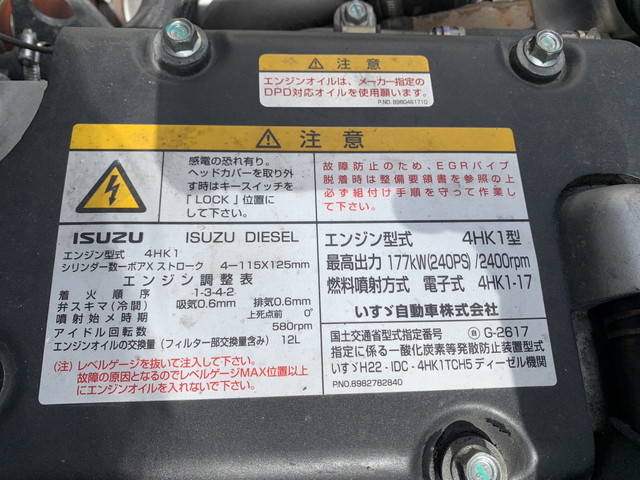 ⚠ 注意
エンジンオイルは、メーカー指定の
DPD対応オイルを使用願います。
P.NO. 8980461710
⚠ 注意
感電の恐れ有り。
ヘッドカバーを取り外
す時はキースイッチを
「LOCK」位置に
して下さい。
故障防止のため、EGRパイプ
脱着時は整備要領書を参照の上
必ず組付け手順を守って作業し
て下さい。
ISUZU ISUZU DIESEL
エンジン型式 4HK1
シリンダー数－ボアX ストローク 4－115X125mm
エンジン調整表
着火順序 1-3-4-2
弁スキマ(冷間) 吸気0.6mm 排気0.6mm
噴射始メ時期 上死点前 0°
アイドル回転数 580rpm
エンジンオイルの交換量(フィルター部交換量含み) 12L
(注) レベルゲージを抜いて注入して下さい。
故障の原因となるのでレベルゲージMAX位置以上
にエンジンオイルを入れないで下さい。
エンジン型式 4HK1型
最高出力 177kW(240PS)/2400rpm
燃料噴射方式 電子式 4HK1-17
いすゞ自動車株式会社
国土交通省型式指定番号 G-2617
指定に係る一酸化炭素等発散防止装置型式
いすゞH22-IDC-4HK1TCH5ディーゼル機関
P.NO.8982782840